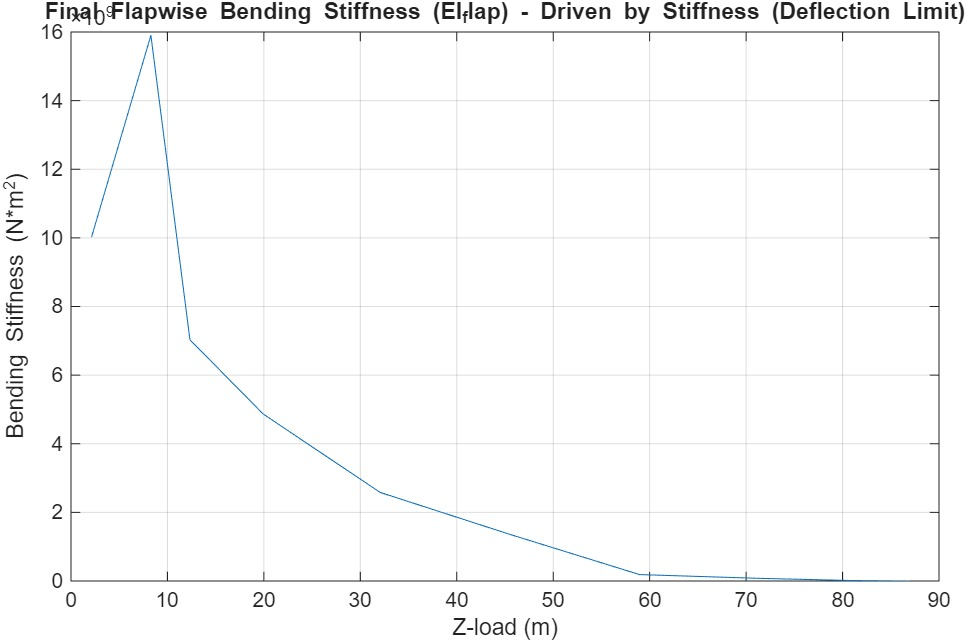 Final Flapwise Bending Stiffness (EI_flap) - Driven by Stiffness (Deflection Limit)
×10⁹
16
14
12
10
8
6
4
2
0
Bending Stiffness (N*m²)
0 10 20 30 40 50 60 70 80 90
Z-load (m)